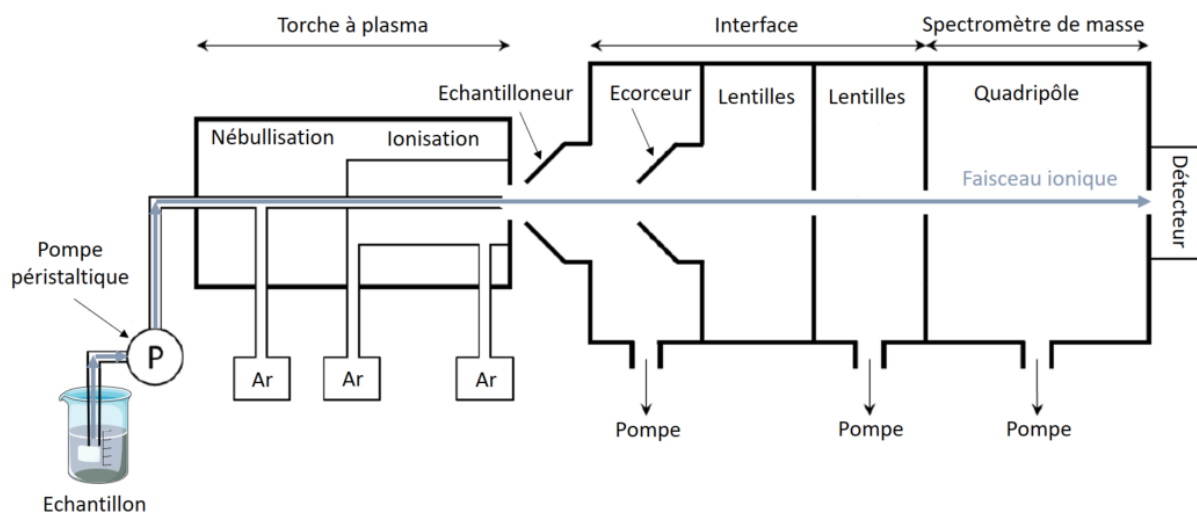 Torche à plasma
Interface
Spectromètre de masse
Echantilloneur
Ecorceur
Lentilles
Lentilles
Quadripôle
Nébullisation
Ionisation
Faisceau ionique
Détecteur
Pompe
péristaltique
P
Ar
Ar
Ar
Pompe
Pompe
Pompe
Echantillon